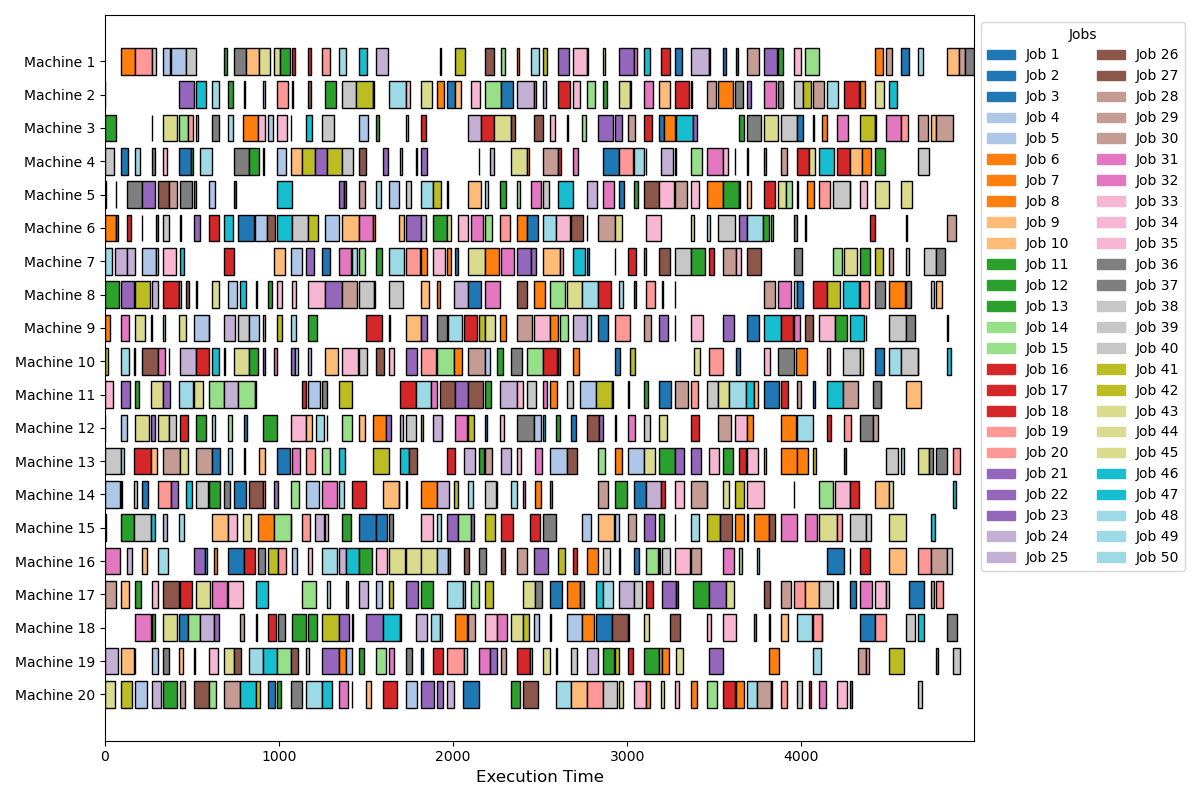 Machine 1
Machine 2
Machine 3
Machine 4
Machine 5
Machine 6
Machine 7
Machine 8
Machine 9
Machine 10
Machine 11
Machine 12
Machine 13
Machine 14
Machine 15
Machine 16
Machine 17
Machine 18
Machine 19
Machine 20
0 1000 2000 3000 4000
Execution Time
Jobs
Job 1 Job 26
Job 2 Job 27
Job 3 Job 28
Job 4 Job 29
Job 5 Job 30
Job 6 Job 31
Job 7 Job 32
Job 8 Job 33
Job 9 Job 34
Job 10 Job 35
Job 11 Job 36
Job 12 Job 37
Job 13 Job 38
Job 14 Job 39
Job 15 Job 40
Job 16 Job 41
Job 17 Job 42
Job 18 Job 43
Job 19 Job 44
Job 20 Job 45
Job 21 Job 46
Job 22 Job 47
Job 23 Job 48
Job 24 Job 49
Job 25 Job 50